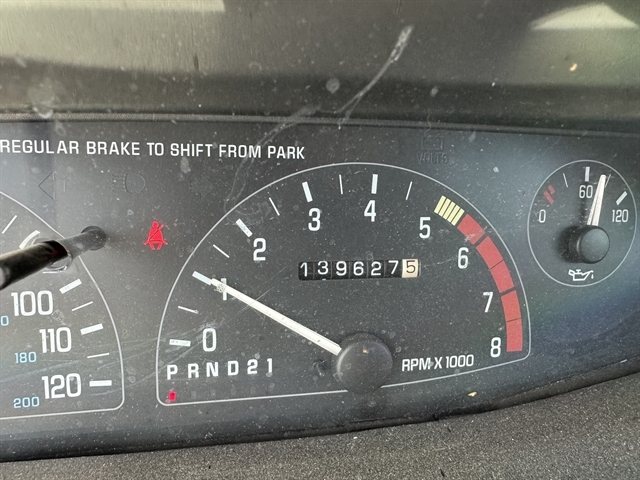 REGULAR BRAKE TO SHIFT FROM PARK
VOLTS
0 1 2 3 4 5 6 7 8
1396275
RPM X 1000
PRND21
0 60 120
100
110
180
120
200